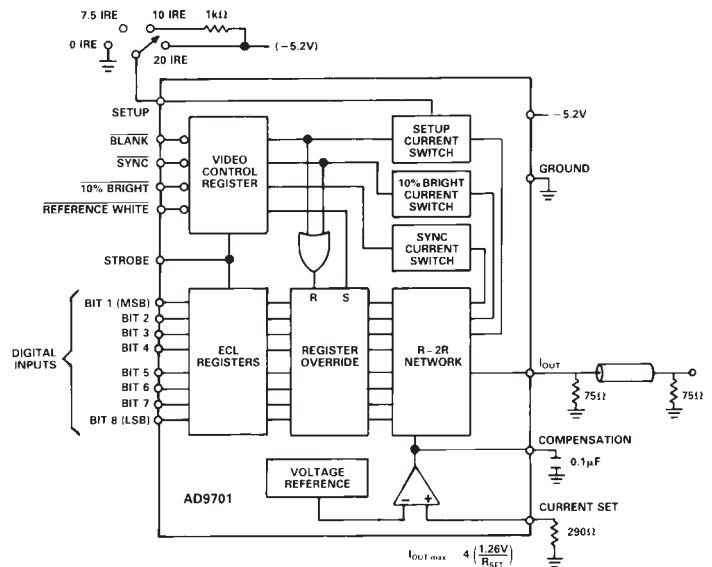 7.5 IRE
10 IRE
1kΩ
0 IRE
20 IRE
(−5.2V)
SETUP
BLANK
SYNC
10% BRIGHT
REFERENCE WHITE
STROBE
VIDEO
CONTROL
REGISTER
SETUP
CURRENT
SWITCH
10% BRIGHT
CURRENT
SWITCH
SYNC
CURRENT
SWITCH
−5.2V
GROUND
DIGITAL
INPUTS
BIT 1 (MSB)
BIT 2
BIT 3
BIT 4
BIT 5
BIT 6
BIT 7
BIT 8 (LSB)
ECL
REGISTERS
R S
REGISTER
OVERRIDE
R–2R
NETWORK
IOUT
75Ω
75Ω
COMPENSATION
0.1µF
VOLTAGE
REFERENCE
− +
CURRENT SET
290Ω
AD9701
IOUT max 4 (1.26V / RSET)